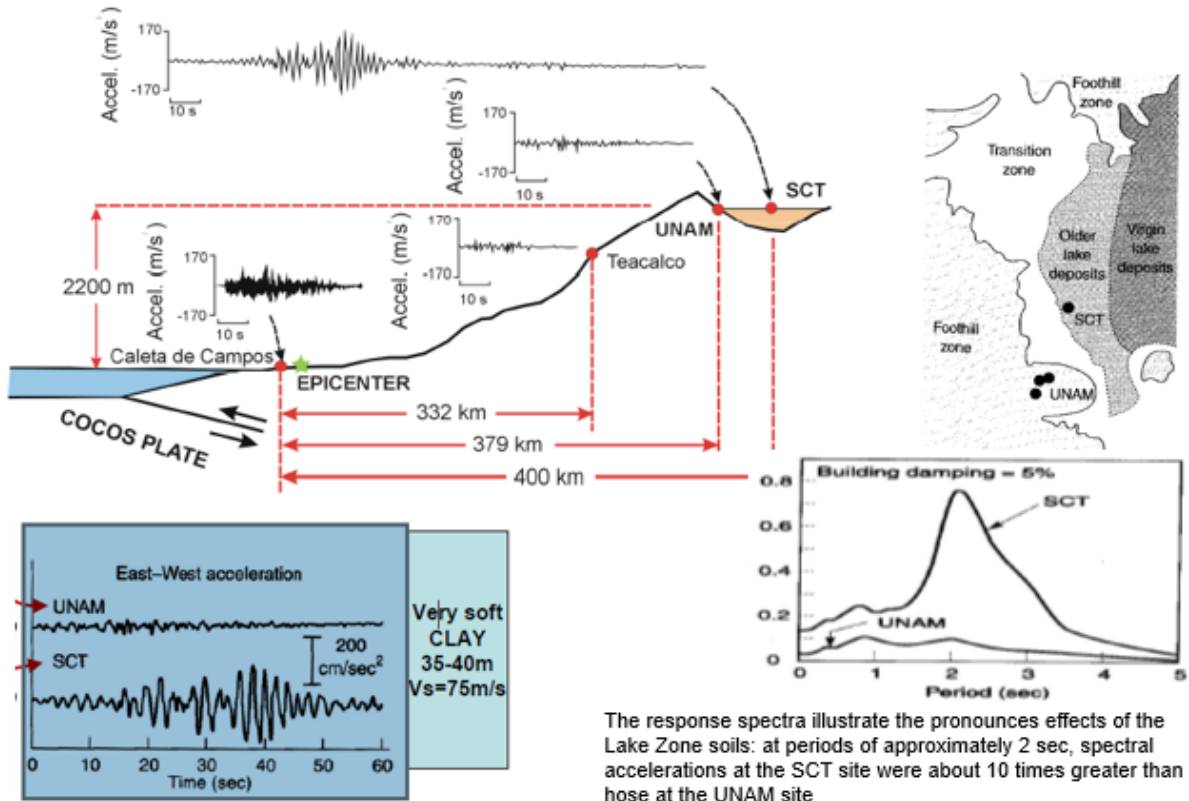 170
Accel. (m/s²)
-170
10 s
170
Accel. (m/s²)
-170
10 s
Foothill
zone
Transition
zone
SCT
UNAM
170
Accel. (m/s²)
-170
10 s
Teacalco
2200 m
170
Accel. (m/s²)
-170
10 s
Older
lake
deposits
Virgin
lake
deposits
SCT
Foothill
zone
UNAM
Caleta de Campos
EPICENTER
COCOS PLATE
332 km
379 km
400 km
East–West acceleration
UNAM
200
cm/sec²
SCT
0 10 20 30 40 50 60
Time (sec)
Very soft
CLAY
35-40m
Vs=75m/s
Building damping = 5%
0.8
0.6
0.4
0.2
0
SCT
UNAM
0 1 2 3 4 5
Period (sec)
The response spectra illustrate the pronounces effects of the
Lake Zone soils: at periods of approximately 2 sec, spectral
accelerations at the SCT site were about 10 times greater than
hose at the UNAM site